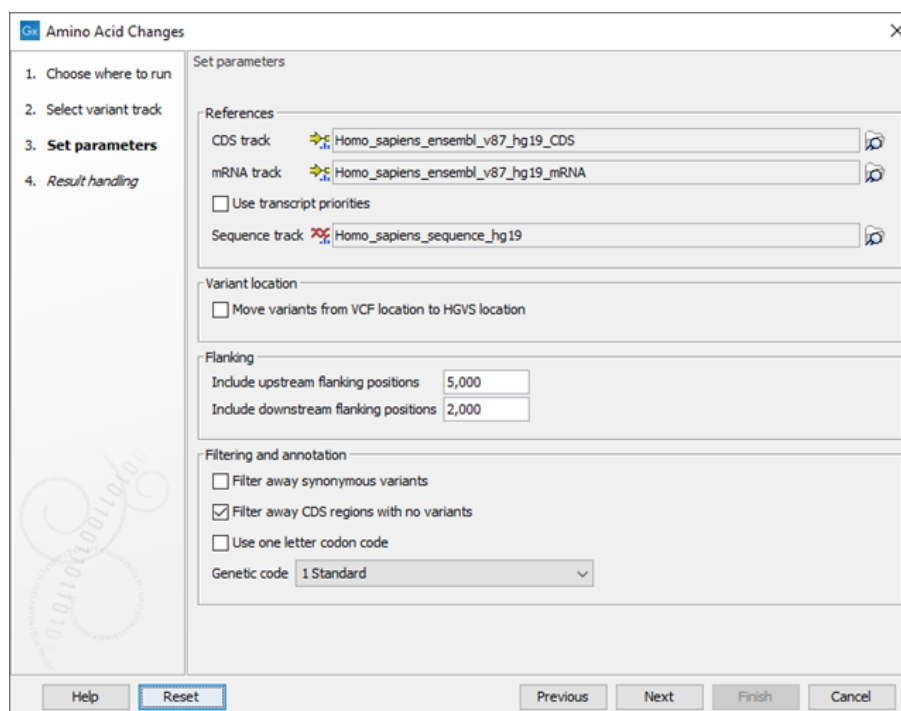 Gx Amino Acid Changes
1. Choose where to run
2. Select variant track
3. Set parameters
4. Result handling
Set parameters
References
CDS track Homo_sapiens_ensembl_v87_hg19_CDS
mRNA track Homo_sapiens_ensembl_v87_hg19_mRNA
Use transcript priorities
Sequence track Homo_sapiens_sequence_hg19
Variant location
Move variants from VCF location to HGVS location
Flanking
Include upstream flanking positions 5,000
Include downstream flanking positions 2,000
Filtering and annotation
Filter away synonymous variants
Filter away CDS regions with no variants
Use one letter codon code
Genetic code 1 Standard
Help Reset Previous Next Finish Cancel